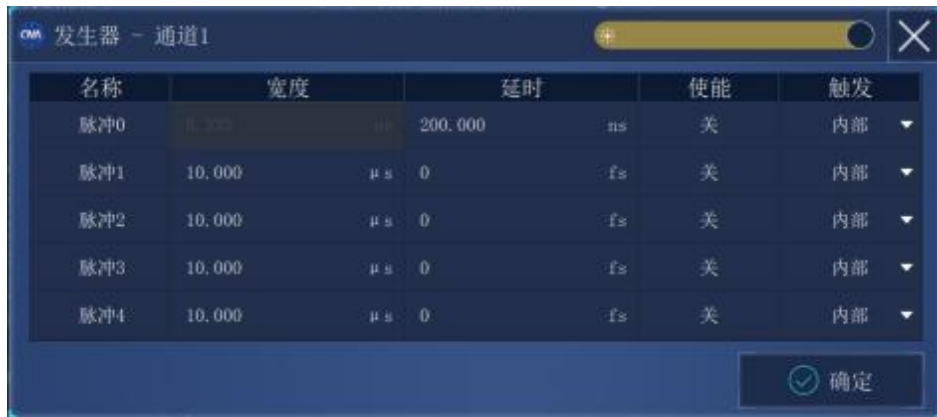 CNVA 发生器 - 通道1
名称 宽度 延时 使能 触发
脉冲0 200.000 ns 关 内部
脉冲1 10.000 μs 0 fs 关 内部
脉冲2 10.000 μs 0 fs 关 内部
脉冲3 10.000 μs 0 fs 关 内部
脉冲4 10.000 μs 0 fs 关 内部
确定